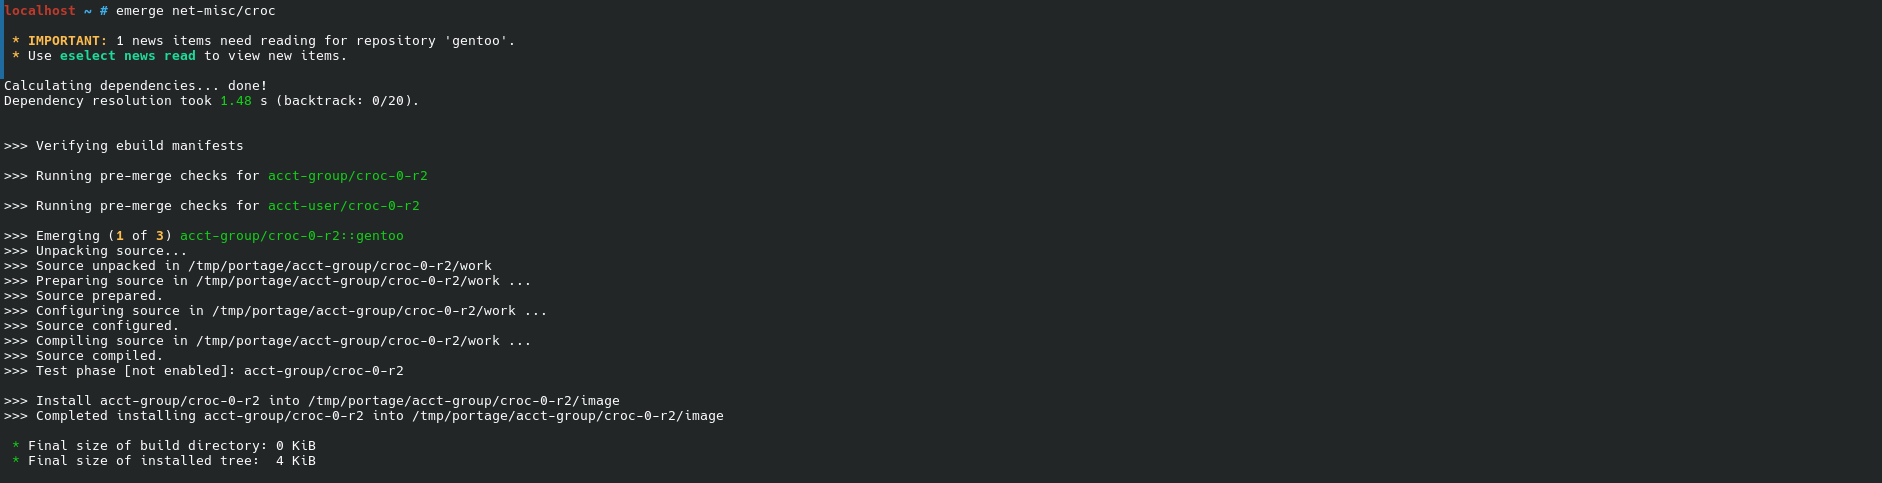 localhost ~ # emerge net-misc/croc
* IMPORTANT: 1 news items need reading for repository 'gentoo'.
* Use eselect news read to view new items.
Calculating dependencies... done!
Dependency resolution took 1.48 s (backtrack: 0/20).
>>> Verifying ebuild manifests
>>> Running pre-merge checks for acct-group/croc-0-r2
>>> Running pre-merge checks for acct-user/croc-0-r2
>>> Emerging (1 of 3) acct-group/croc-0-r2::gentoo
>>> Unpacking source...
>>> Source unpacked in /tmp/portage/acct-group/croc-0-r2/work
>>> Preparing source in /tmp/portage/acct-group/croc-0-r2/work ...
>>> Source prepared.
>>> Configuring source in /tmp/portage/acct-group/croc-0-r2/work ...
>>> Source configured.
>>> Compiling source in /tmp/portage/acct-group/croc-0-r2/work ...
>>> Source compiled.
>>> Test phase [not enabled]: acct-group/croc-0-r2
>>> Install acct-group/croc-0-r2 into /tmp/portage/acct-group/croc-0-r2/image
>>> Completed installing acct-group/croc-0-r2 into /tmp/portage/acct-group/croc-0-r2/image
* Final size of build directory: 0 KiB
* Final size of installed tree:  4 KiB